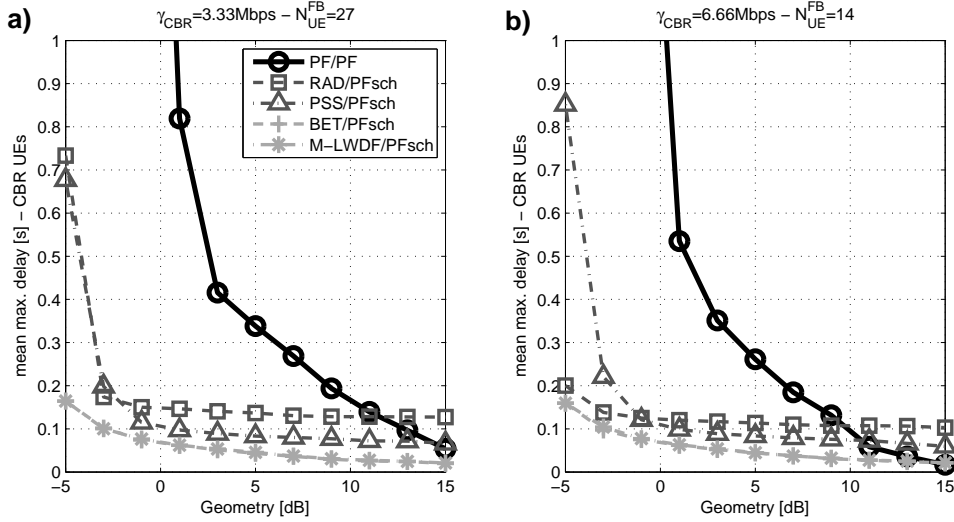 a)
γCBR=3.33Mbps − N_UE^FB=27
1
0.9
0.8
0.7
0.6
0.5
0.4
0.3
0.2
0.1
0
−5
0
5
10
15
mean max. delay [s] − CBR UEs
Geometry [dB]
PF/PF
RAD/PFsch
PSS/PFsch
BET/PFsch
M−LWDF/PFsch
b)
γCBR=6.66Mbps − N_UE^FB=14
1
0.9
0.8
0.7
0.6
0.5
0.4
0.3
0.2
0.1
0
−5
0
5
10
15
mean max. delay [s] − CBR UEs
Geometry [dB]